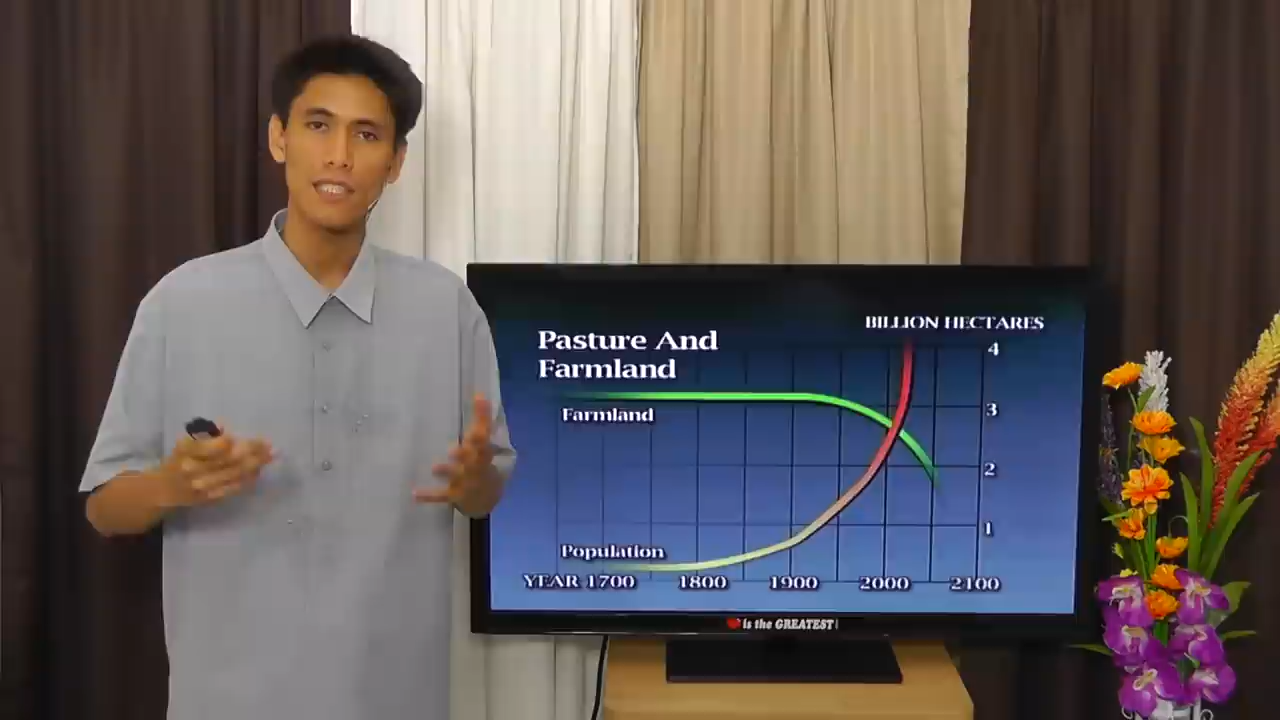 BILLION HECTARES
Pasture And
Farmland
4
Farmland
3
2
1
Population
YEAR 1700 1800 1900 2000 2100
is the GREATEST!